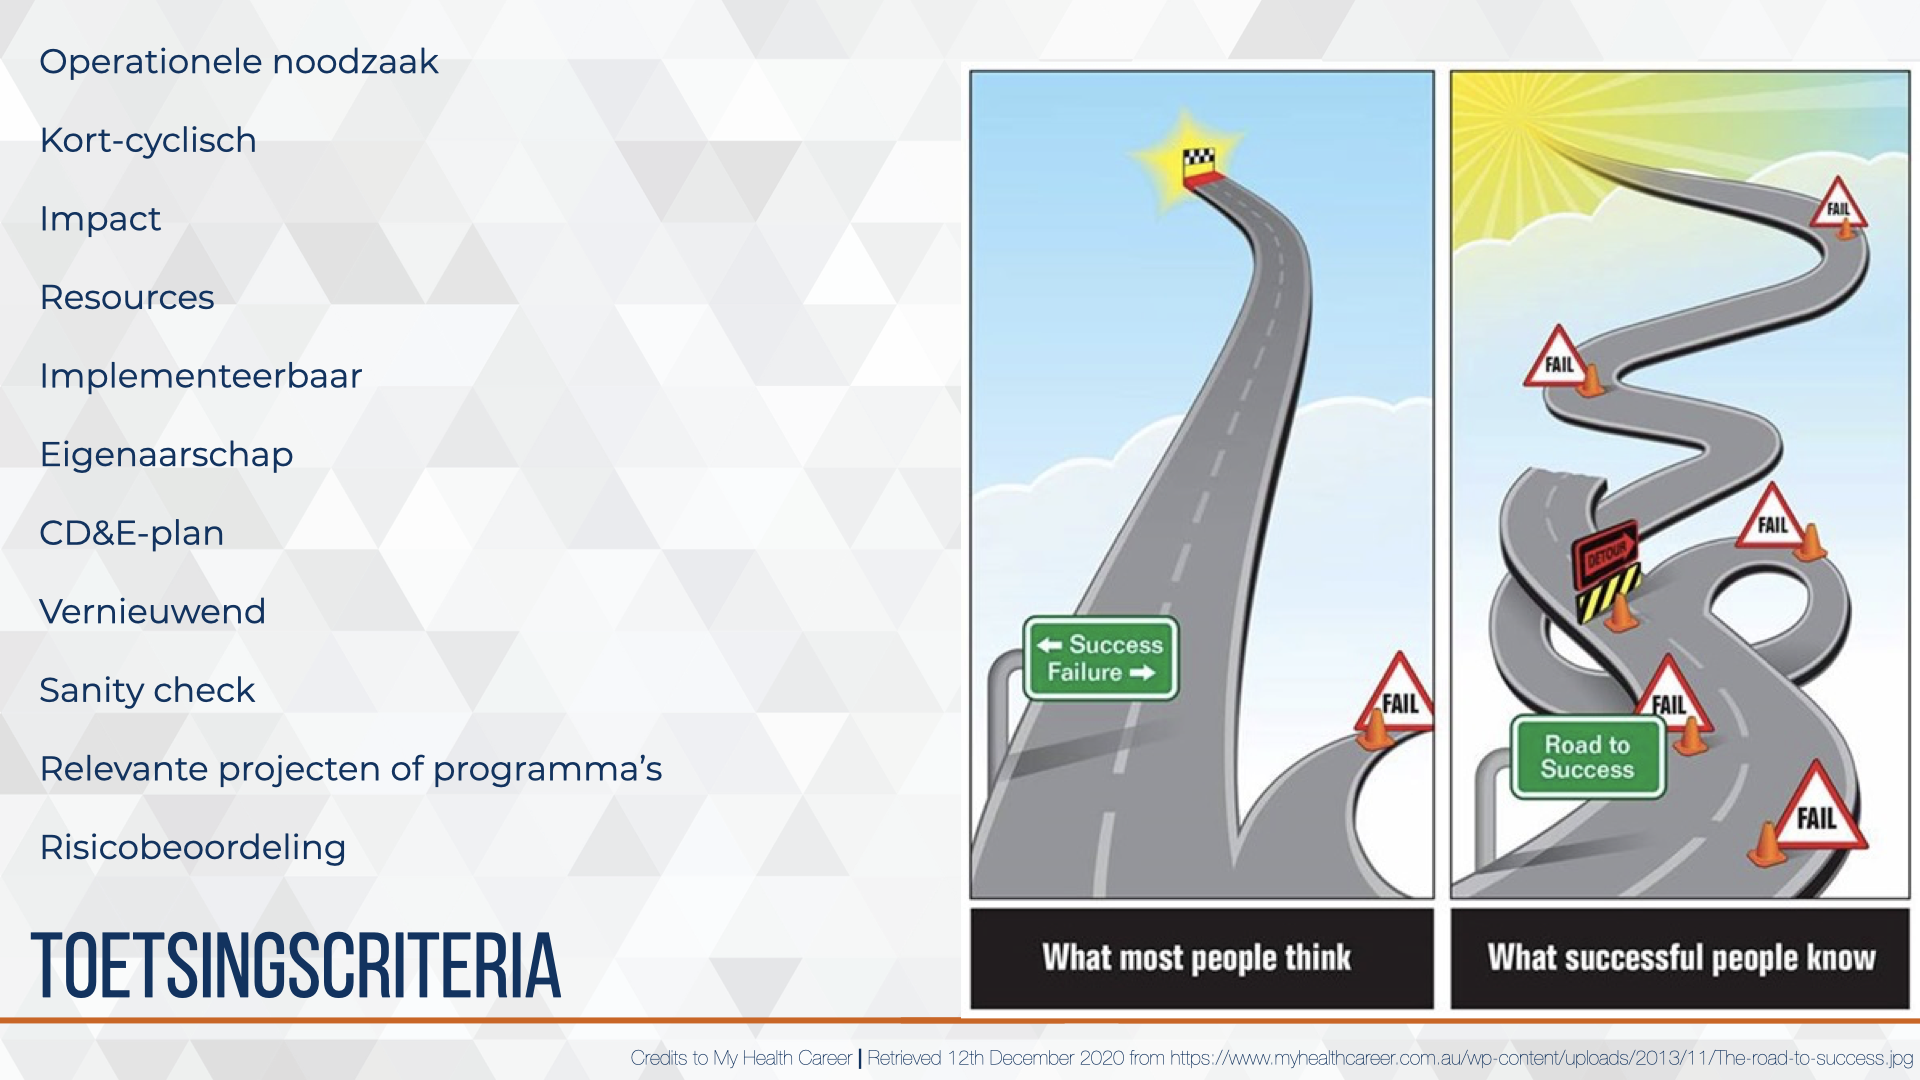 Operationele noodzaak
Kort-cyclisch
Impact
Resources
Implementeerbaar
Eigenaarschap
CD&E-plan
Vernieuwend
Sanity check
Relevante projecten of programma’s
Risicobeoordeling
TOETSINGSCRITERIA
← Success
Failure →
FAIL
What most people think
FAIL
FAIL
FAIL
DETOUR
FAIL
Road to
Success
FAIL
What successful people know
Credits to My Health Career | Retrieved 12th December 2020 from https://www.myhealthcareer.com.au/wp-content/uploads/2013/11/The-road-to-success.jpg